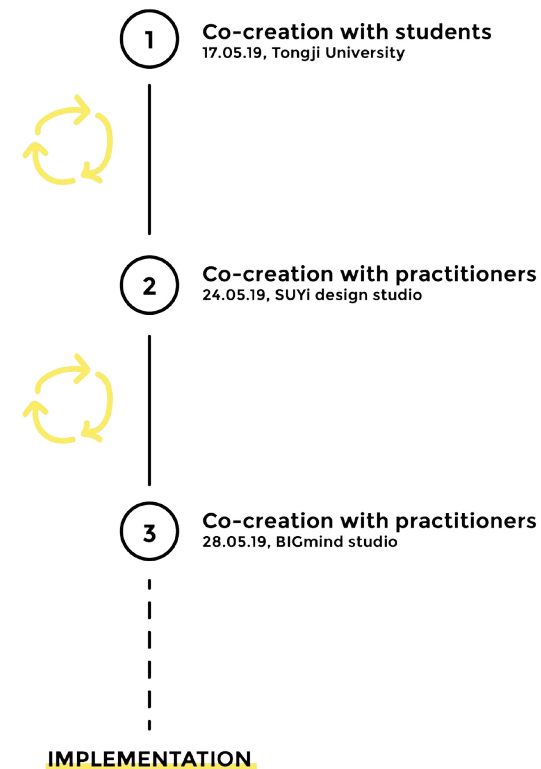 1
Co-creation with students
17.05.19, Tongji University
2
Co-creation with practitioners
24.05.19, SUYi design studio
3
Co-creation with practitioners
28.05.19, BIGmind studio
IMPLEMENTATION